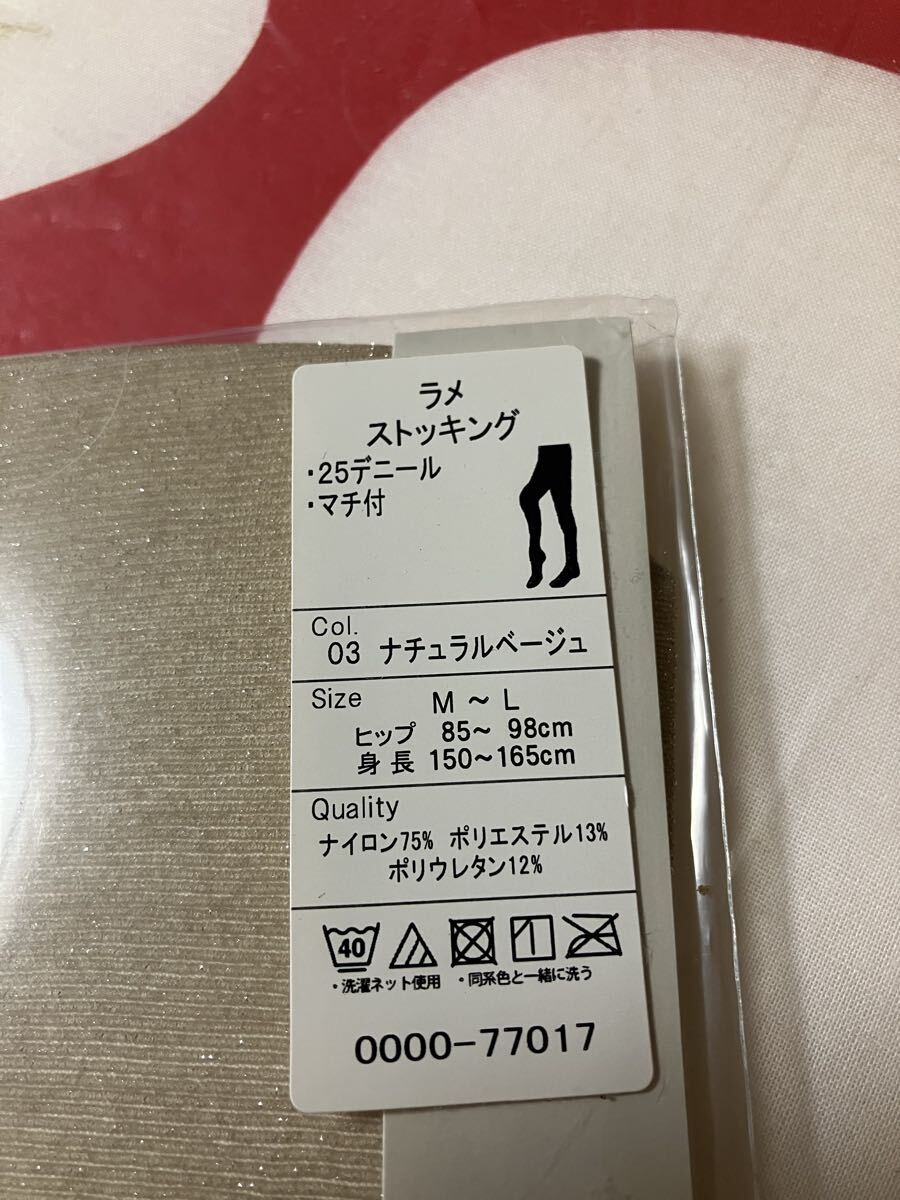 ラメ
ストッキング
・25デニール
・マチ付
Col.
03 ナチュラルベージュ
Size
M ～ L
ヒップ 85～ 98cm
身長 150～165cm
Quality
ナイロン75% ポリエステル13%
ポリウレタン12%
40
・洗濯ネット使用 ・同系色と一緒に洗う
0000-77017